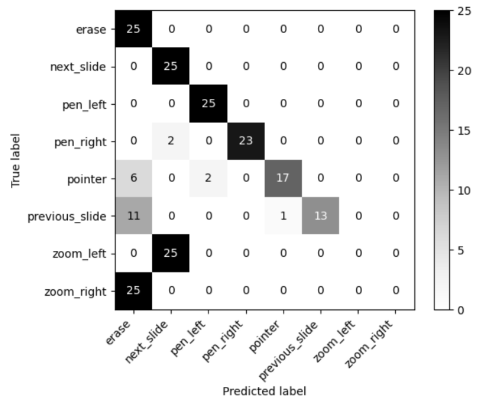 erase 25 0 0 0 0 0 0 0
next_slide 0 25 0 0 0 0 0 0
pen_left 0 0 25 0 0 0 0 0
pen_right 0 2 0 23 0 0 0 0
pointer 6 0 2 0 17 0 0 0
previous_slide 11 0 0 0 1 13 0 0
zoom_left 0 25 0 0 0 0 0 0
zoom_right 25 0 0 0 0 0 0 0
True label
erase next_slide pen_left pen_right pointer previous_slide zoom_left zoom_right
Predicted label
25
20
15
10
5
0